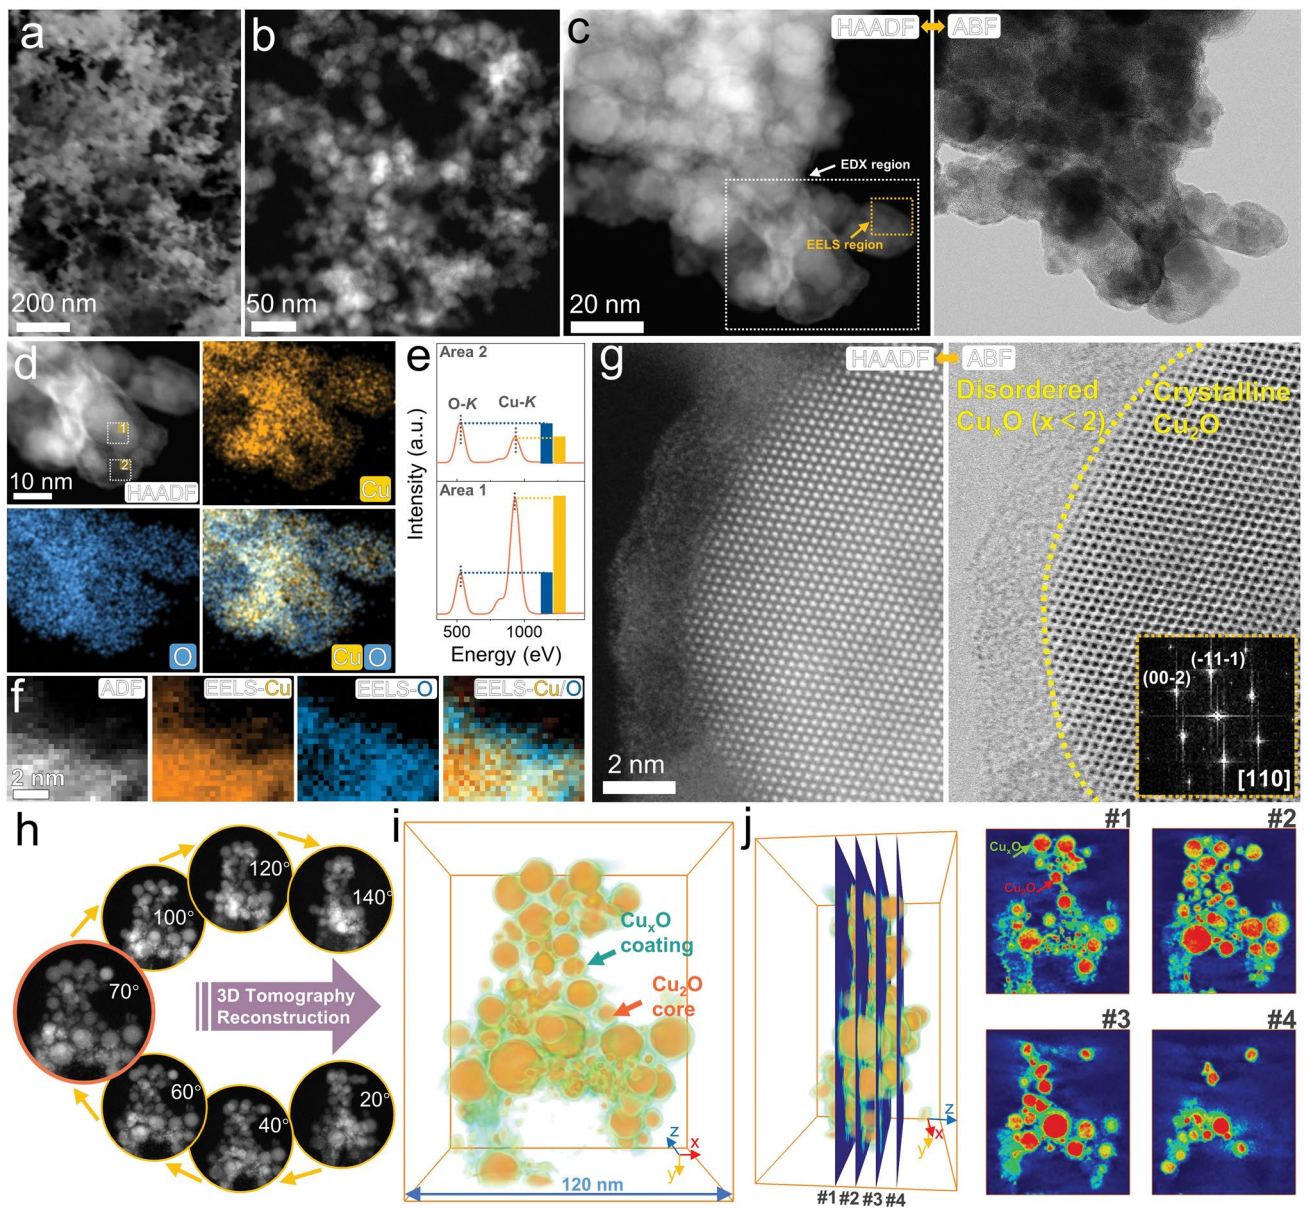 a
200 nm
b
50 nm
c
HAADF
ABF
EDX region
EELS region
20 nm
d
1
2
10 nm
HAADF
Cu
O
Cu O
e
Area 2
O-K
Cu-K
Area 1
Intensity (a.u.)
500
1000
Energy (eV)
f
ADF
EELS-Cu
EELS-O
EELS-Cu/O
2 nm
g
HAADF
ABF
Disordered
CuₓO (x < 2)
Crystalline
Cu₂O
(-11-1)
(00-2)
[110]
2 nm
h
70°
100°
120°
140°
60°
40°
20°
3D Tomography
Reconstruction
i
CuₓO
coating
Cu₂O
core
z
x
y
120 nm
j
z
x
y
#1 #2 #3 #4
#1
CuₓO
Cu₂O
#2
#3
#4